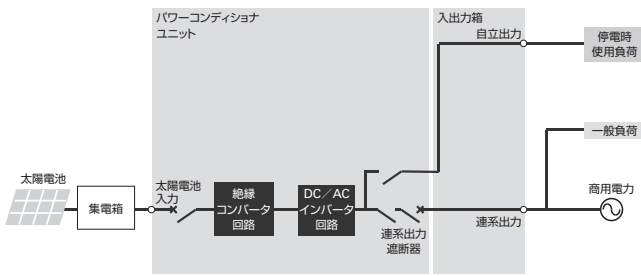 パワーコンディショナ
ユニット
入出力箱
自立出力
停電時
使用負荷
一般負荷
太陽電池
集電箱
太陽電池
入力
絶縁
コンバータ
回路
DC／AC
インバータ
回路
連系出力
遮断器
連系出力
商用電力